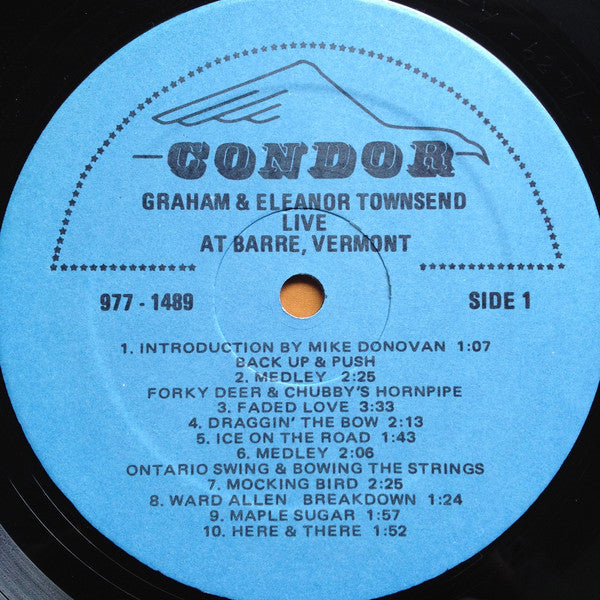 CONDOR
GRAHAM & ELEANOR TOWNSEND
LIVE
AT BARRE, VERMONT
977 - 1489
SIDE 1
1. INTRODUCTION BY MIKE DONOVAN 1:07
BACK UP & PUSH
2. MEDLEY 2:25
FORKY DEER & CHUBBY'S HORNPIPE
3. FADED LOVE 3:33
4. DRAGGIN' THE BOW 2:13
5. ICE ON THE ROAD 1:43
6. MEDLEY 2:06
ONTARIO SWING & BOWING THE STRINGS
7. MOCKING BIRD 2:25
8. WARD ALLEN BREAKDOWN 1:24
9. MAPLE SUGAR 1:57
10. HERE & THERE 1:52